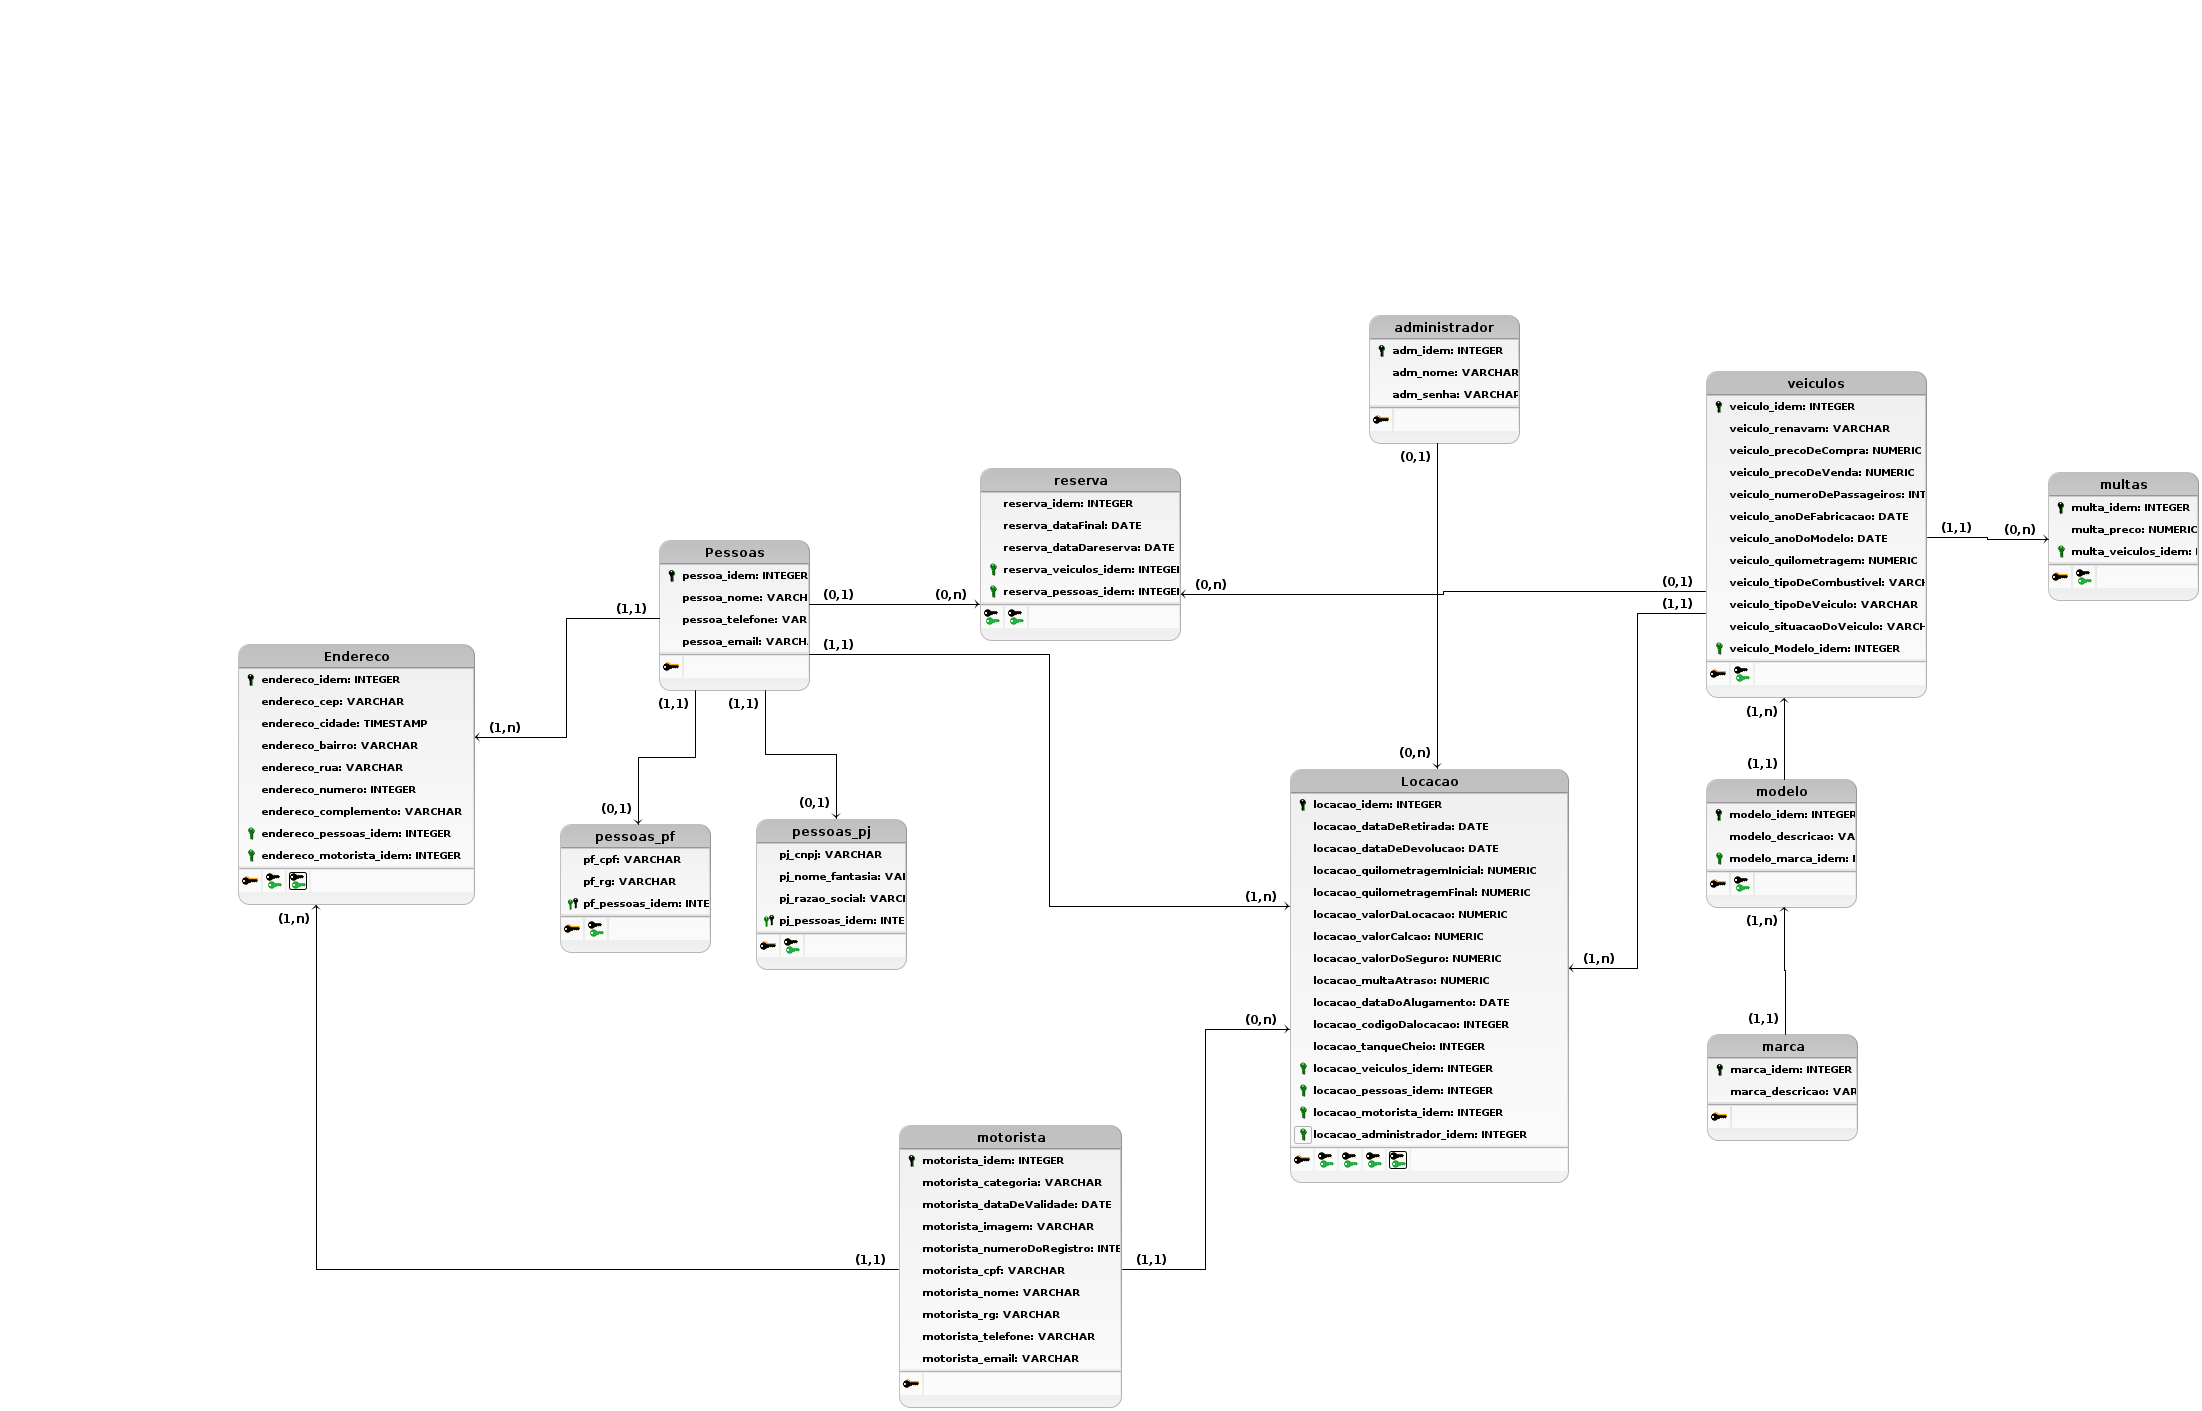 administrador
adm_idem: INTEGER
adm_nome: VARCHAR
adm_senha: VARCHAR
(0,1)
veiculos
veiculo_idem: INTEGER
veiculo_renavam: VARCHAR
veiculo_precoDeCompra: NUMERIC
veiculo_precoDeVenda: NUMERIC
veiculo_numeroDePassageiros: INT
veiculo_anoDeFabricacao: DATE
veiculo_anoDoModelo: DATE
veiculo_quilometragem: NUMERIC
veiculo_tipoDeCombustivel: VARCH
veiculo_tipoDeVeiculo: VARCHAR
veiculo_situacaoDoVeiculo: VARCH
veiculo_Modelo_idem: INTEGER
(0,1)
(1,1)
(1,1)
(0,n)
(1,n)
multas
multa_idem: INTEGER
multa_preco: NUMERIC
multa_veiculos_idem: I
reserva
reserva_idem: INTEGER
reserva_dataFinal: DATE
reserva_dataDareserva: DATE
reserva_veiculos_idem: INTEGER
reserva_pessoas_idem: INTEGER
(0,n)
(0,n)
Pessoas
pessoa_idem: INTEGER
pessoa_nome: VARCH
pessoa_telefone: VAR
pessoa_email: VARCH
(1,1)
(0,1)
(1,1)
(1,1)
(1,1)
Endereco
endereco_idem: INTEGER
endereco_cep: VARCHAR
endereco_cidade: TIMESTAMP
endereco_bairro: VARCHAR
endereco_rua: VARCHAR
endereco_numero: INTEGER
endereco_complemento: VARCHAR
endereco_pessoas_idem: INTEGER
endereco_motorista_idem: INTEGER
(1,n)
(1,n)
(0,1)
pessoas_pf
pf_cpf: VARCHAR
pf_rg: VARCHAR
pf_pessoas_idem: INTE
(0,1)
pessoas_pj
pj_cnpj: VARCHAR
pj_nome_fantasia: VAI
pj_razao_social: VARCI
pj_pessoas_idem: INTE
(0,n)
Locacao
locacao_idem: INTEGER
locacao_dataDeRetirada: DATE
locacao_dataDeDevolucao: DATE
locacao_quilometragemInicial: NUMERIC
locacao_quilometragemFinal: NUMERIC
locacao_valorDaLocacao: NUMERIC
locacao_valorCalcao: NUMERIC
locacao_valorDoSeguro: NUMERIC
locacao_multaAtraso: NUMERIC
locacao_dataDoAlugamento: DATE
locacao_codigoDalocacao: INTEGER
locacao_tanqueCheio: INTEGER
locacao_veiculos_idem: INTEGER
locacao_pessoas_idem: INTEGER
locacao_motorista_idem: INTEGER
locacao_administrador_idem: INTEGER
(1,n)
(1,n)
(0,n)
(1,1)
modelo
modelo_idem: INTEGER
modelo_descricao: VA
modelo_marca_idem: I
(1,n)
(1,1)
marca
marca_idem: INTEGER
marca_descricao: VAR
motorista
motorista_idem: INTEGER
motorista_categoria: VARCHAR
motorista_dataDeValidade: DATE
motorista_imagem: VARCHAR
motorista_numeroDoRegistro: INTE
motorista_cpf: VARCHAR
motorista_nome: VARCHAR
motorista_rg: VARCHAR
motorista_telefone: VARCHAR
motorista_email: VARCHAR
(1,1)
(1,1)